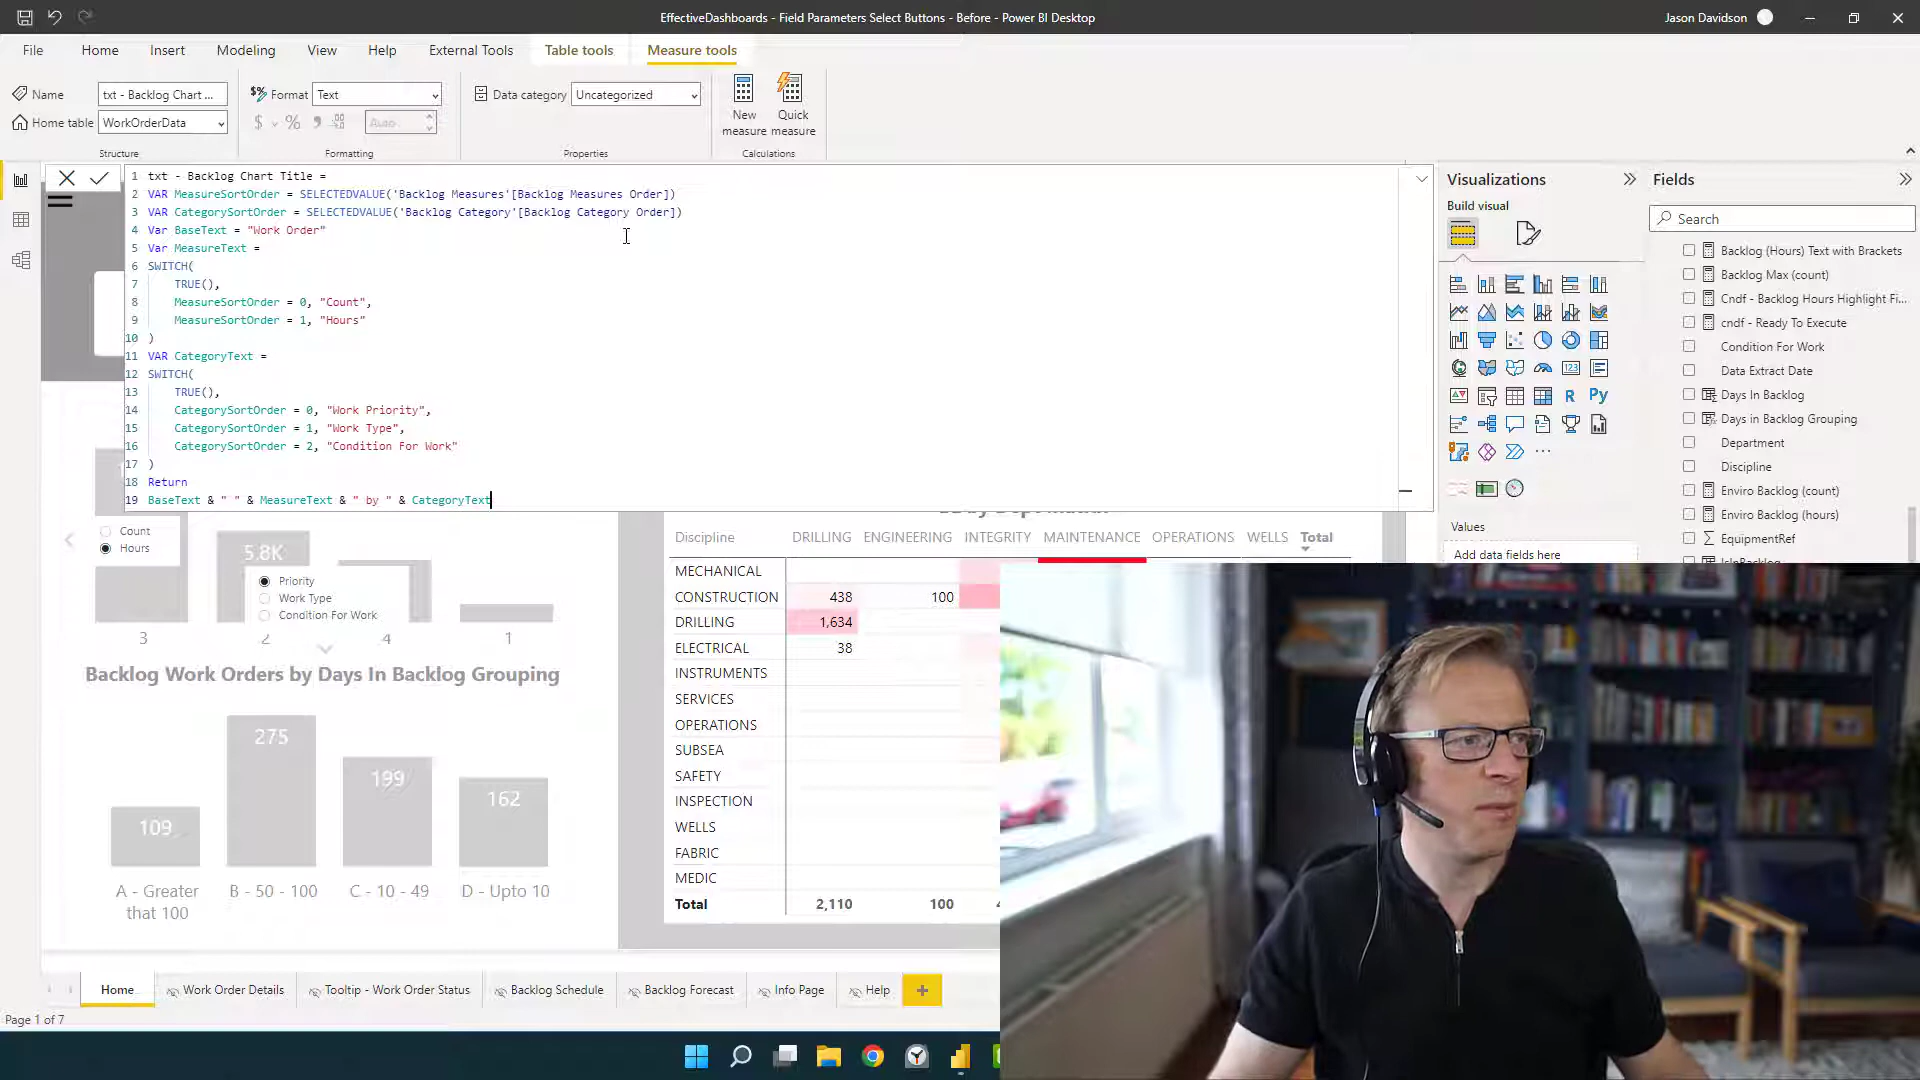 EffectiveDashboards - Field Parameters Select Buttons - Before - Power BI Desktop
Jason Davidson
File Home Insert Modeling View Help External Tools Table tools Measure tools
Name txt - Backlog Chart ...
Home table WorkOrderData
Structure
Format Text
$ % Auto
Formatting
Data category Uncategorized
Properties
New measure
Quick measure
Calculations
1 txt - Backlog Chart Title =
2 VAR MeasureSortOrder = SELECTEDVALUE('Backlog Measures'[Backlog Measures Order])
3 VAR CategorySortOrder = SELECTEDVALUE('Backlog Category'[Backlog Category Order])
4 Var BaseText = "Work Order"
5 Var MeasureText =
6 SWITCH(
7 TRUE(),
8 MeasureSortOrder = 0, "Count",
9 MeasureSortOrder = 1, "Hours"
10 )
11 VAR CategoryText =
12 SWITCH(
13 TRUE(),
14 CategorySortOrder = 0, "Work Priority",
15 CategorySortOrder = 1, "Work Type",
16 CategorySortOrder = 2, "Condition For Work"
17 )
18 Return
19 BaseText & " " & MeasureText & " by " & CategoryText
Count
Hours
5.8K
Priority
Work Type
Condition For Work
3 2 4 1
Backlog Work Orders by Days In Backlog Grouping
109 275 199 162
A - Greater that 100
B - 50 - 100
C - 10 - 49
D - Upto 10
Discipline DRILLING ENGINEERING INTEGRITY MAINTENANCE OPERATIONS WELLS Total
MECHANICAL
CONSTRUCTION 438 100
DRILLING 1,634
ELECTRICAL 38
INSTRUMENTS
SERVICES
OPERATIONS
SUBSEA
SAFETY
INSPECTION
WELLS
FABRIC
MEDIC
Total 2,110 100
Visualizations
Build visual
R Py
123
...
Values
Add data fields here
Fields
Search
Backlog (Hours) Text with Brackets
Backlog Max (count)
Cndf - Backlog Hours Highlight Fi...
cndf - Ready To Execute
Condition For Work
Data Extract Date
Days In Backlog
Days in Backlog Grouping
Department
Discipline
Enviro Backlog (count)
Enviro Backlog (hours)
EquipmentRef
Home Work Order Details Tooltip - Work Order Status Backlog Schedule Backlog Forecast Info Page Help +
Page 1 of 7